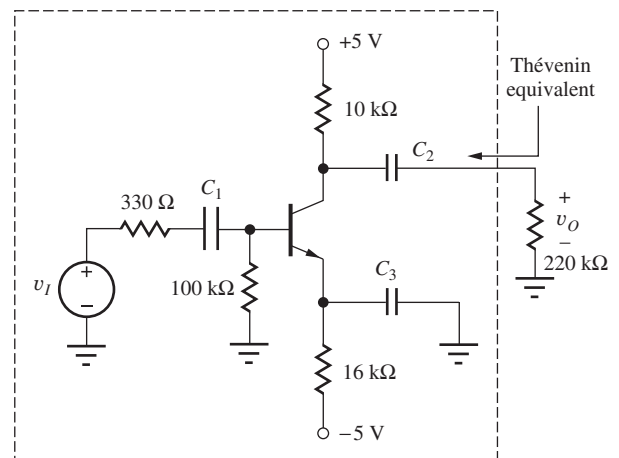 +5 V
Thévenin
equivalent
10 kΩ
C2
330 Ω
C1
+
vO
−
220 kΩ
vI
+
−
100 kΩ
C3
16 kΩ
−5 V